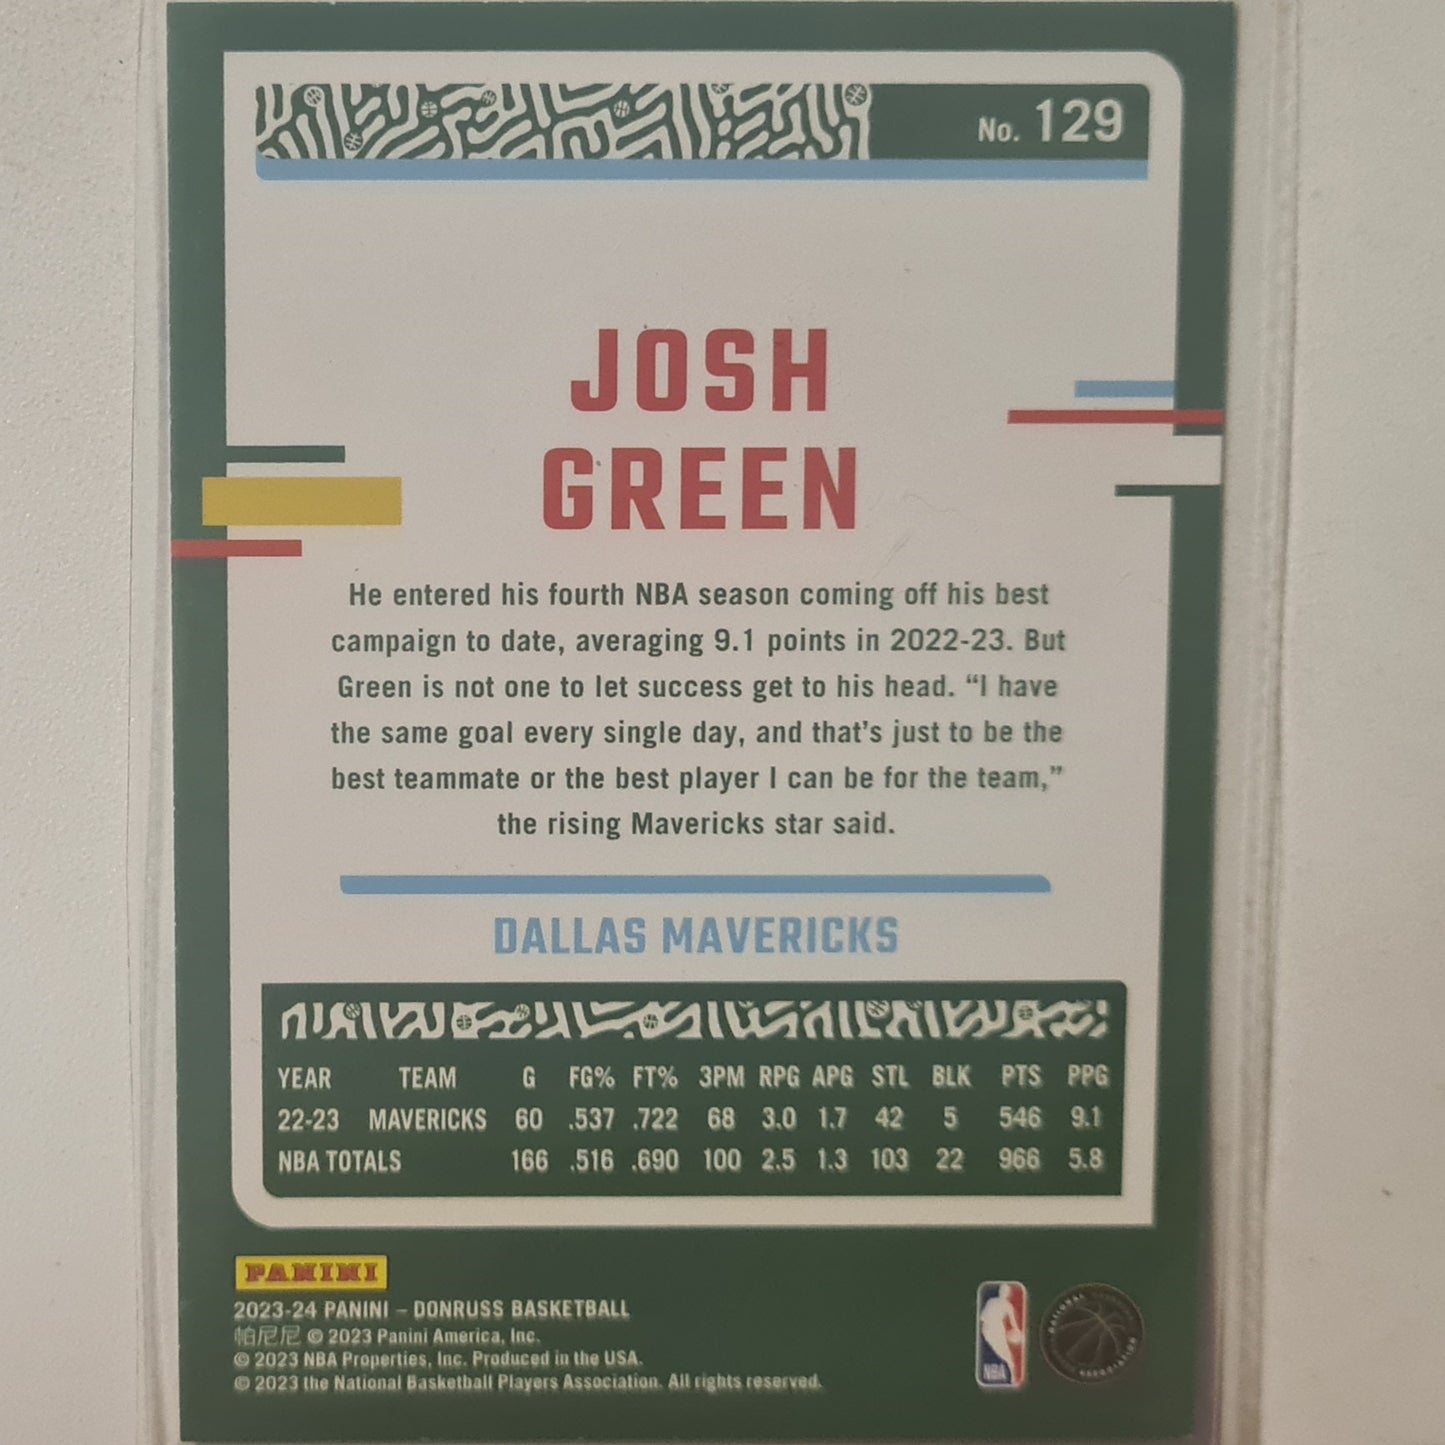 No. 129
JOSH
GREEN
He entered his fourth NBA season coming off his best
campaign to date, averaging 9.1 points in 2022-23. But
Green is not one to let success get to his head. “I have
the same goal every single day, and that’s just to be the
best teammate or the best player I can be for the team,”
the rising Mavericks star said.
DALLAS MAVERICKS
YEAR TEAM G FG% FT% 3PM RPG APG STL BLK PTS PPG
22-23 MAVERICKS 60 .537 .722 68 3.0 1.7 42 5 546 9.1
NBA TOTALS 166 .516 .690 100 2.5 1.3 103 22 966 5.8
PANINI
2023-24 PANINI – DONRUSS BASKETBALL
帕尼尼 © 2023 Panini America, Inc.
© 2023 NBA Properties, Inc. Produced in the USA.
© 2023 the National Basketball Players Association. All rights reserved.
NBA